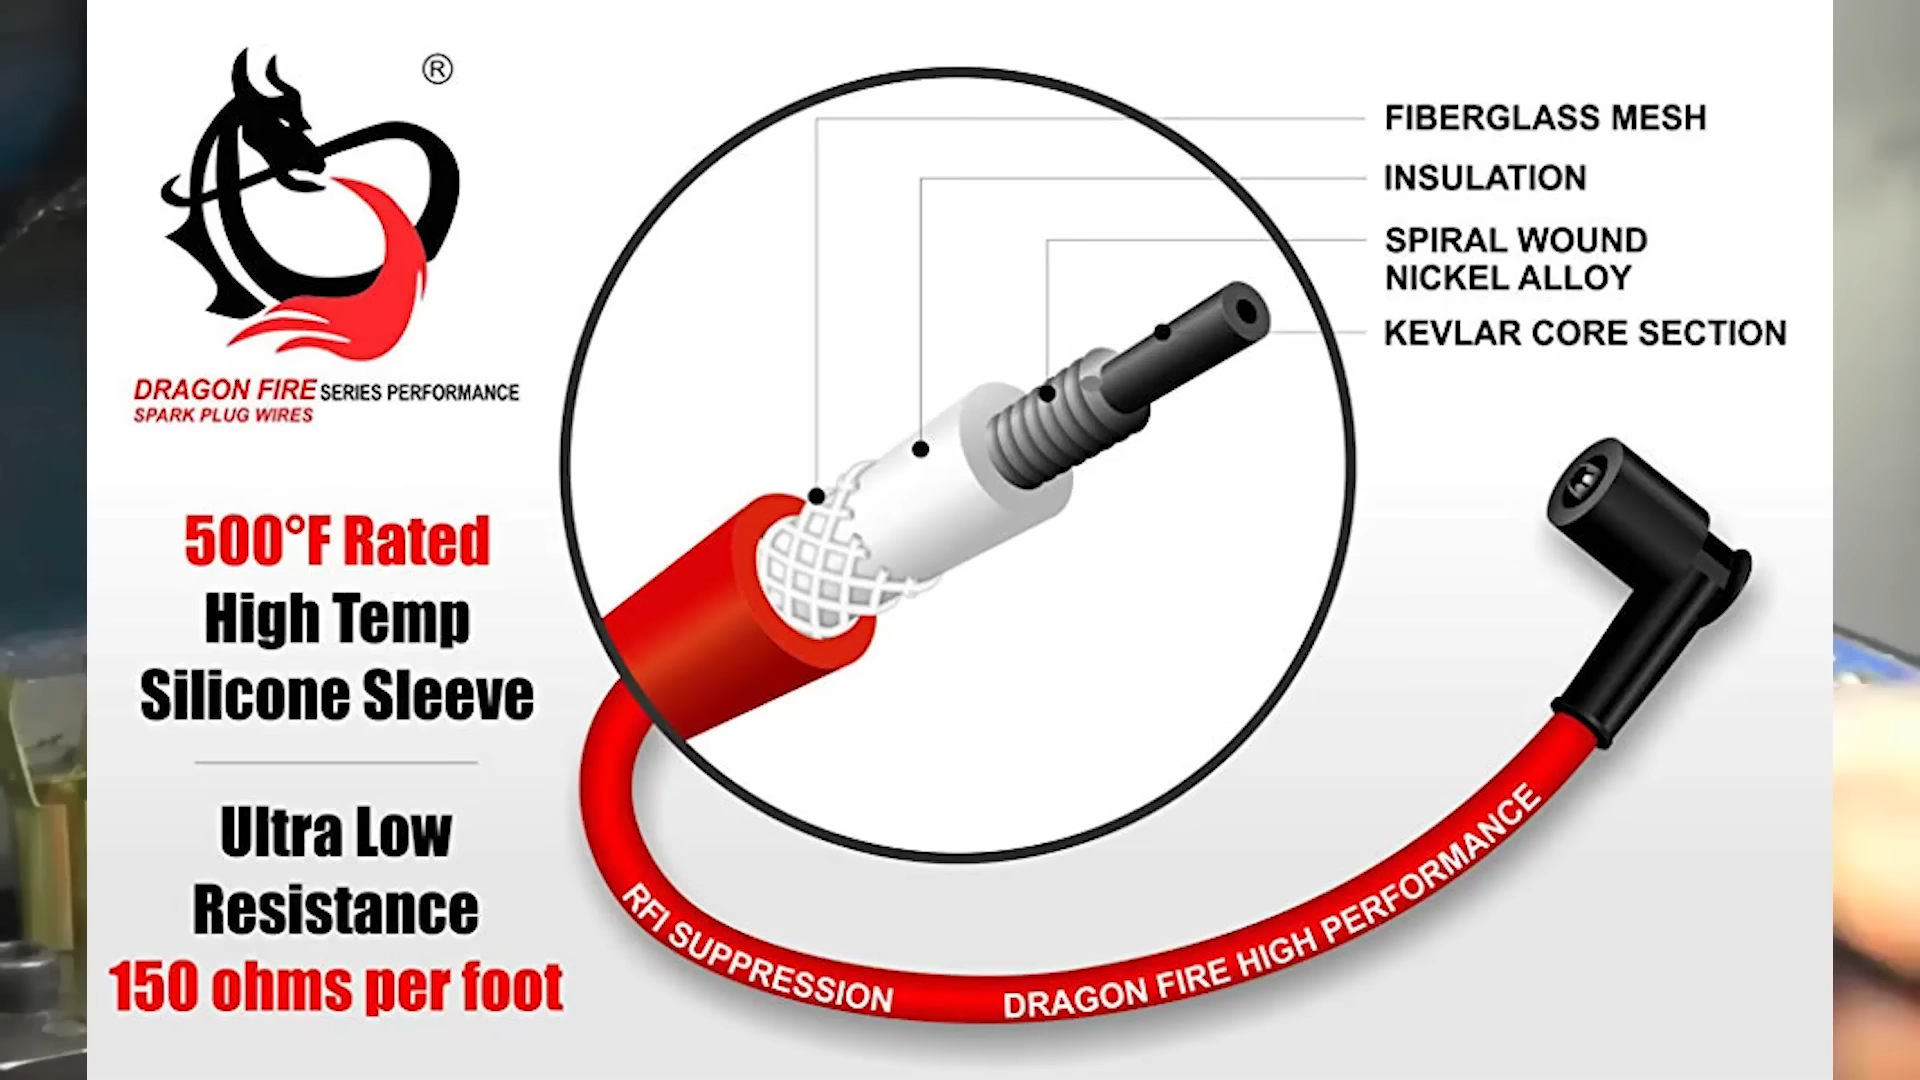 ®
DRAGON FIRE SERIES PERFORMANCE
SPARK PLUG WIRES
500°F Rated
High Temp
Silicone Sleeve
Ultra Low
Resistance
150 ohms per foot
FIBERGLASS MESH
INSULATION
SPIRAL WOUND
NICKEL ALLOY
KEVLAR CORE SECTION
RFI SUPPRESSION
DRAGON FIRE HIGH PERFORMANCE